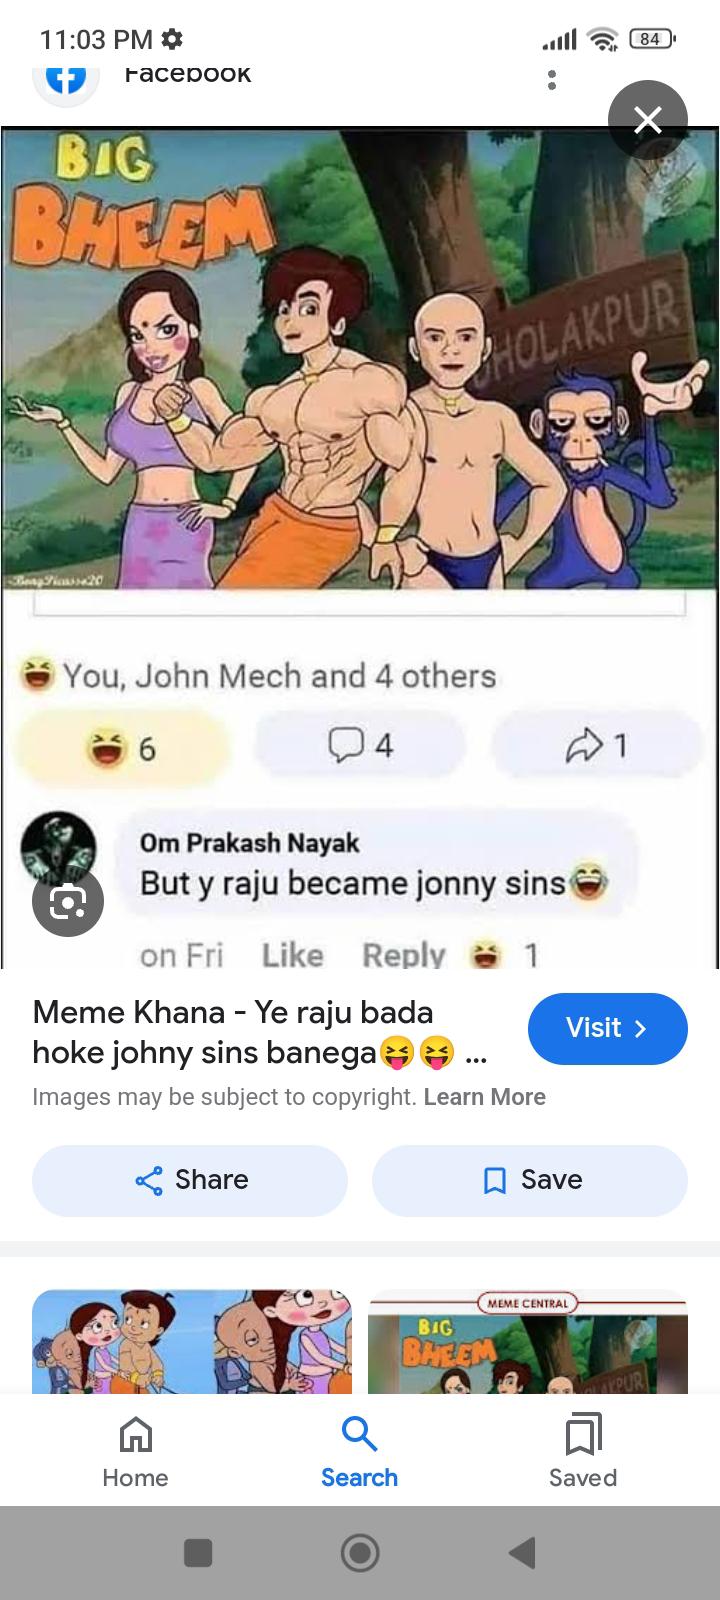 11:03 PM
84
Facebook
BIG
BHEEM
DHOLAKPUR
BongPicasso20
You, John Mech and 4 others
6
4
1
Om Prakash Nayak
But y raju became jonny sins😂
on Fri Like Reply 😆 1
Meme Khana - Ye raju bada
hoke johny sins banega😝😝 ...
Visit >
Images may be subject to copyright. Learn More
Share
Save
MEME CENTRAL
BIG
BHEEM
Home
Search
Saved